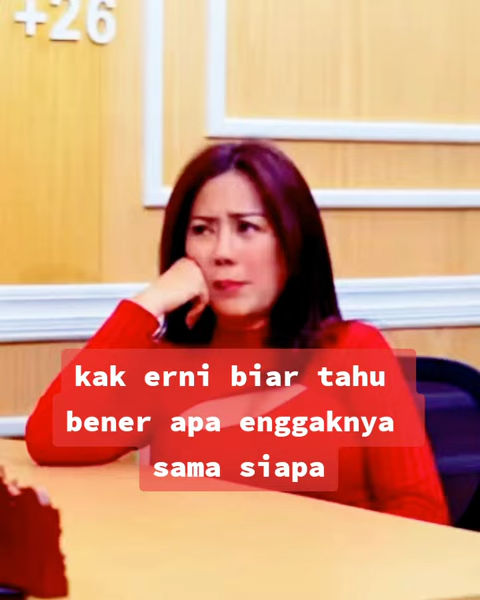 +26
kak erni biar tahu
bener apa enggaknya
sama siapa